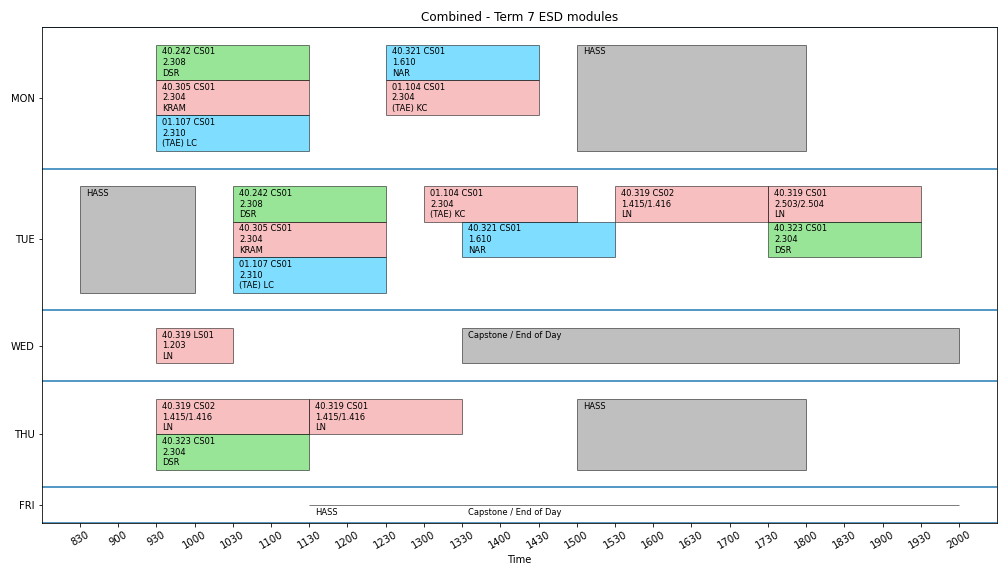 Combined - Term 7 ESD modules
MON
40.242 CS01
2.308
DSR
40.305 CS01
2.304
KRAM
01.107 CS01
2.310
(TAE) LC
40.321 CS01
1.610
NAR
01.104 CS01
2.304
(TAE) KC
HASS
TUE
HASS
40.242 CS01
2.308
DSR
40.305 CS01
2.304
KRAM
01.107 CS01
2.310
(TAE) LC
01.104 CS01
2.304
(TAE) KC
40.321 CS01
1.610
NAR
40.319 CS02
1.415/1.416
LN
40.319 CS01
2.503/2.504
LN
40.323 CS01
2.304
DSR
WED
40.319 LS01
1.203
LN
Capstone / End of Day
THU
40.319 CS02
1.415/1.416
LN
40.323 CS01
2.304
DSR
40.319 CS01
1.415/1.416
LN
HASS
FRI
HASS
Capstone / End of Day
830 900 930 1000 1030 1100 1130 1200 1230 1300 1330 1400 1430 1500 1530 1600 1630 1700 1730 1800 1830 1900 1930 2000
Time